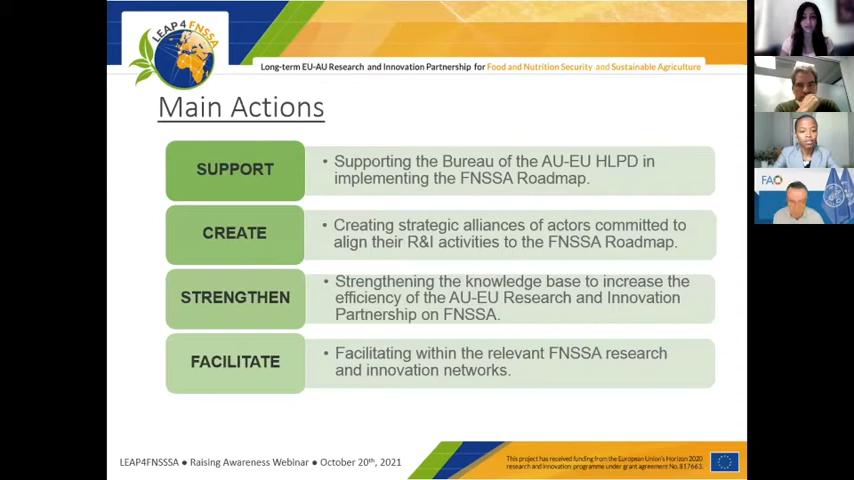 LEAP 4 FNSSA
Long-term EU-AU Research and Innovation Partnership for Food and Nutrition Security and Sustainable Agriculture
Main Actions
SUPPORT
• Supporting the Bureau of the AU-EU HLPD in
implementing the FNSSA Roadmap.
CREATE
• Creating strategic alliances of actors committed to
align their R&I activities to the FNSSA Roadmap.
STRENGTHEN
• Strengthening the knowledge base to increase the
efficiency of the AU-EU Research and Innovation
Partnership on FNSSA.
FACILITATE
• Facilitating within the relevant FNSSA research
and innovation networks.
LEAP4FNSSSA ● Raising Awareness Webinar ● October 20th, 2021
This project has received funding from the European Union's Horizon 2020
research and innovation programme under grant agreement No. 817663.
FAO